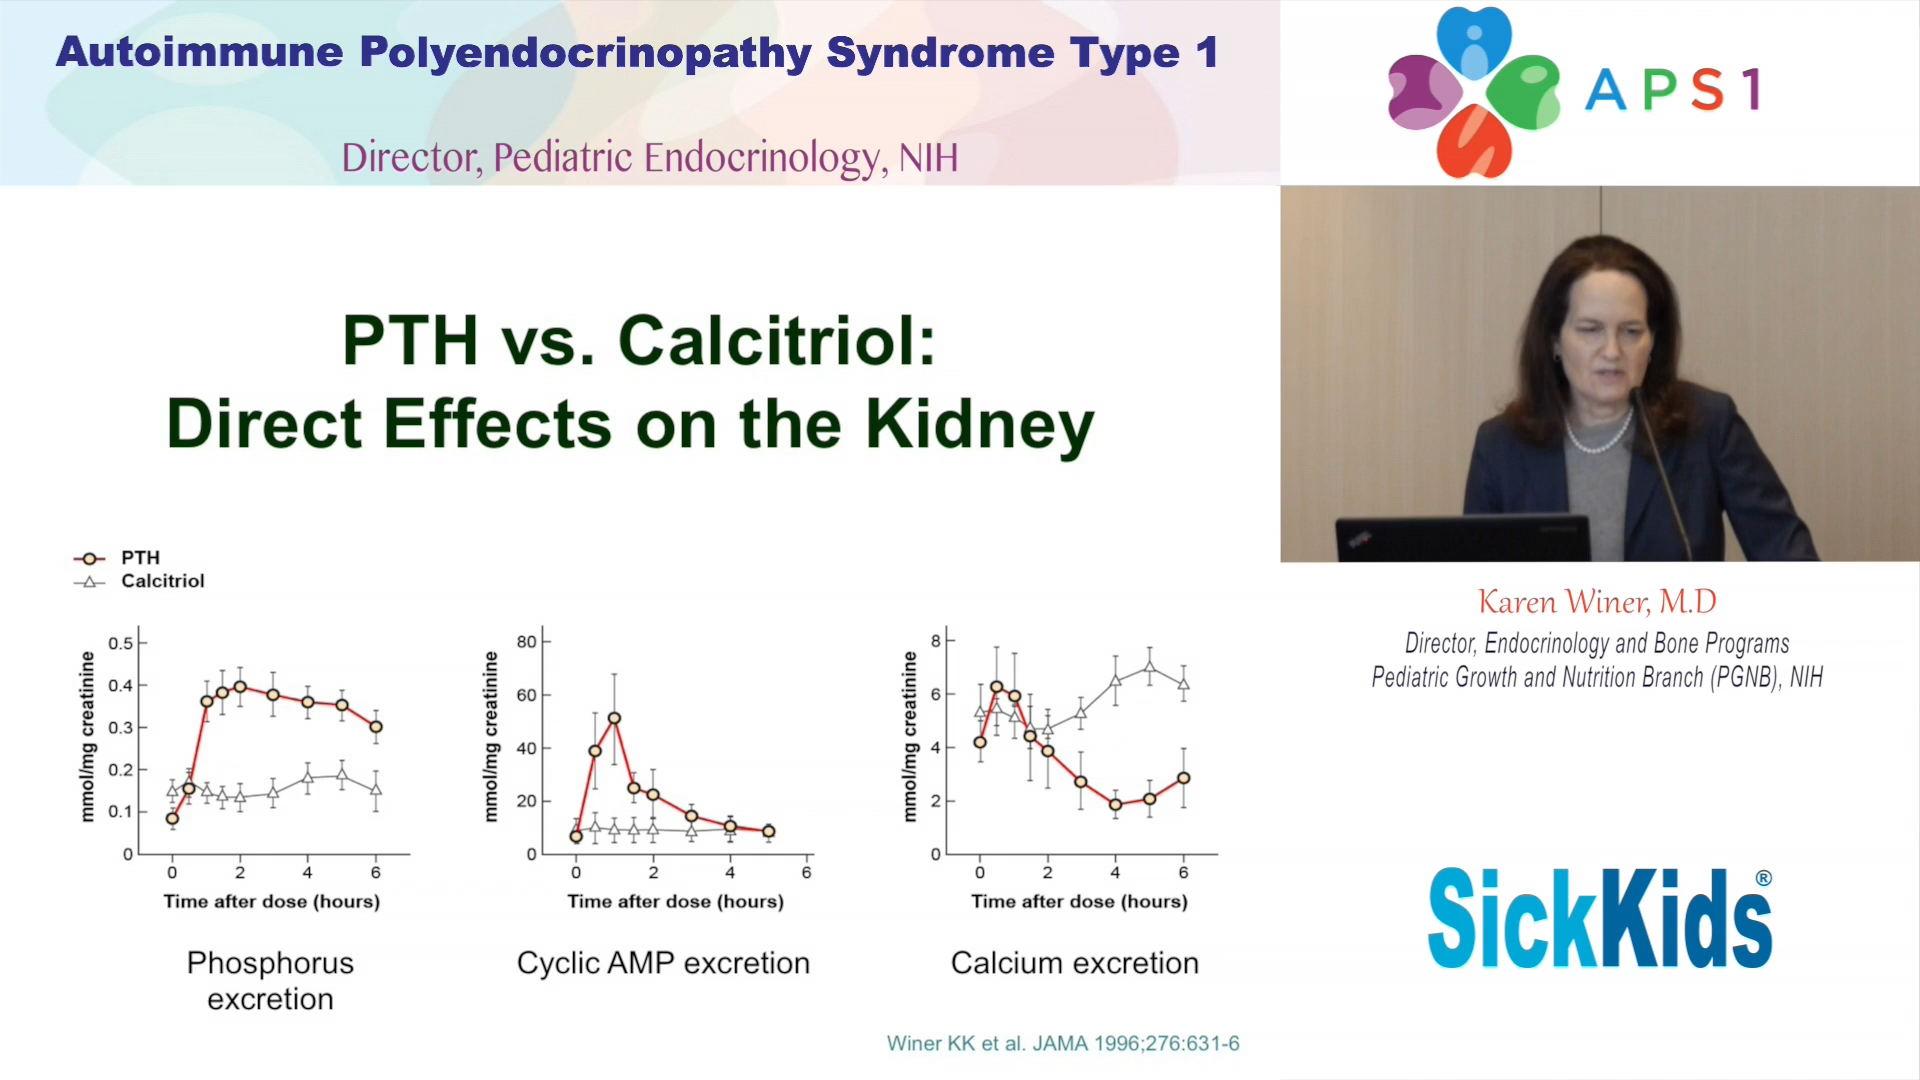 Autoimmune Polyendocrinopathy Syndrome Type 1
Director, Pediatric Endocrinology, NIH
APS1
PTH vs. Calcitriol:
Direct Effects on the Kidney
PTH
Calcitriol
mmol/mg creatinine
0.5
0.4
0.3
0.2
0.1
0
0 2 4 6
Time after dose (hours)
Phosphorus
excretion
mmol/mg creatinine
80
60
40
20
0
0 2 4 6
Time after dose (hours)
Cyclic AMP excretion
mmol/mg creatinine
8
6
4
2
0
0 2 4 6
Time after dose (hours)
Calcium excretion
Winer KK et al. JAMA 1996;276:631-6
Karen Winer, M.D
Director, Endocrinology and Bone Programs
Pediatric Growth and Nutrition Branch (PGNB), NIH
SickKids®